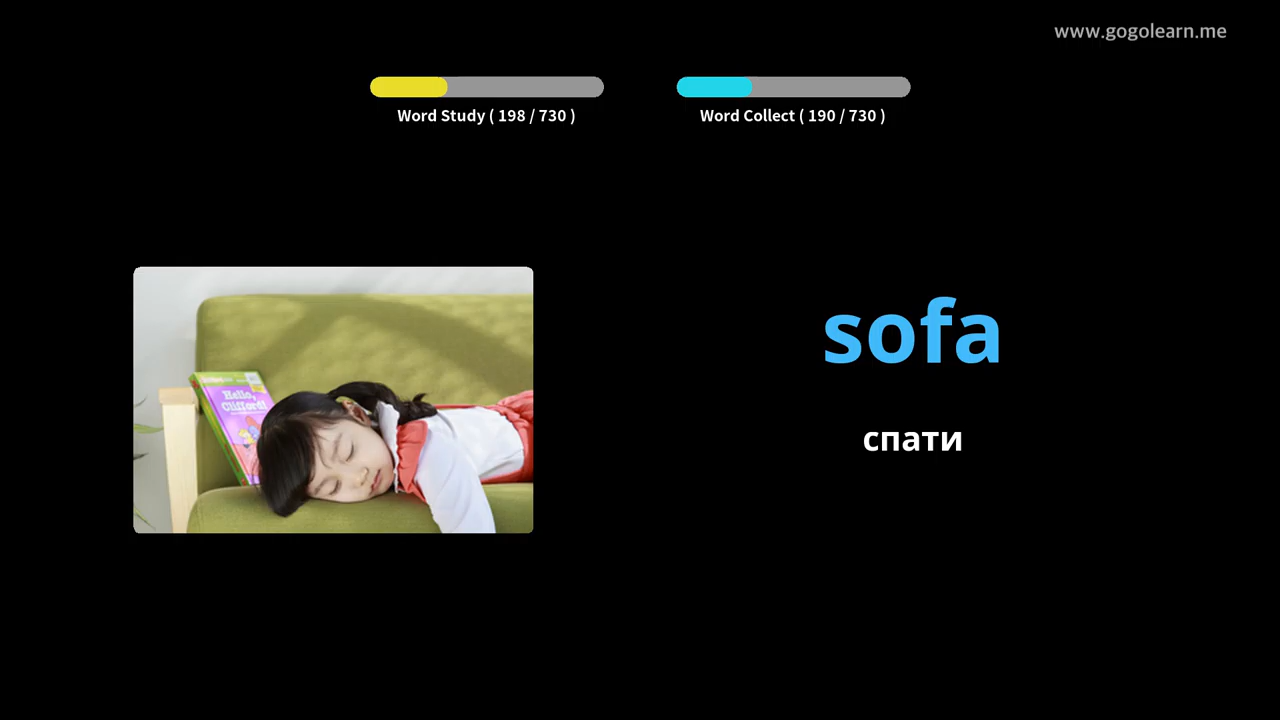 www.gogolearn.me
Word Study ( 198 / 730 )
Word Collect ( 190 / 730 )
Hello,
Clifford!
sofa
спати